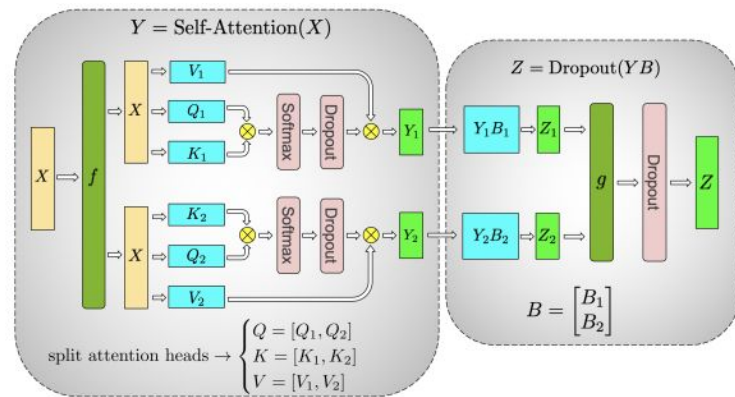 Y = Self-Attention(X)
X
f
X
V₁
Q₁
K₁
Softmax
Dropout
Y₁
X
K₂
Q₂
V₂
Softmax
Dropout
Y₂
split attention heads → { Q = [Q₁, Q₂]
K = [K₁, K₂]
V = [V₁, V₂]
Z = Dropout(YB)
Y₁B₁
Z₁
Y₂B₂
Z₂
g
Dropout
Z
B = [B₁
B₂]